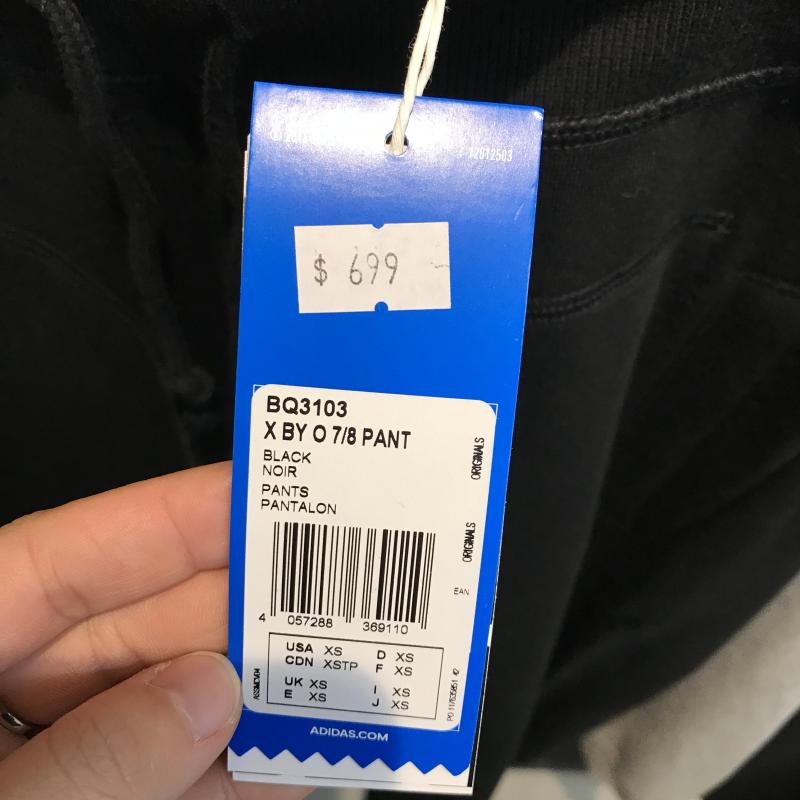 12012503
$ 699
BQ3103
X BY O 7/8 PANT
BLACK
NOIR
PANTS
PANTALON
ORIGINALS
ORIGINALS
EAN
4 057288 369110
USA XS D XS
CDN XSTP F XS
UK XS I XS
E XS J XS
ADIDAS.COM